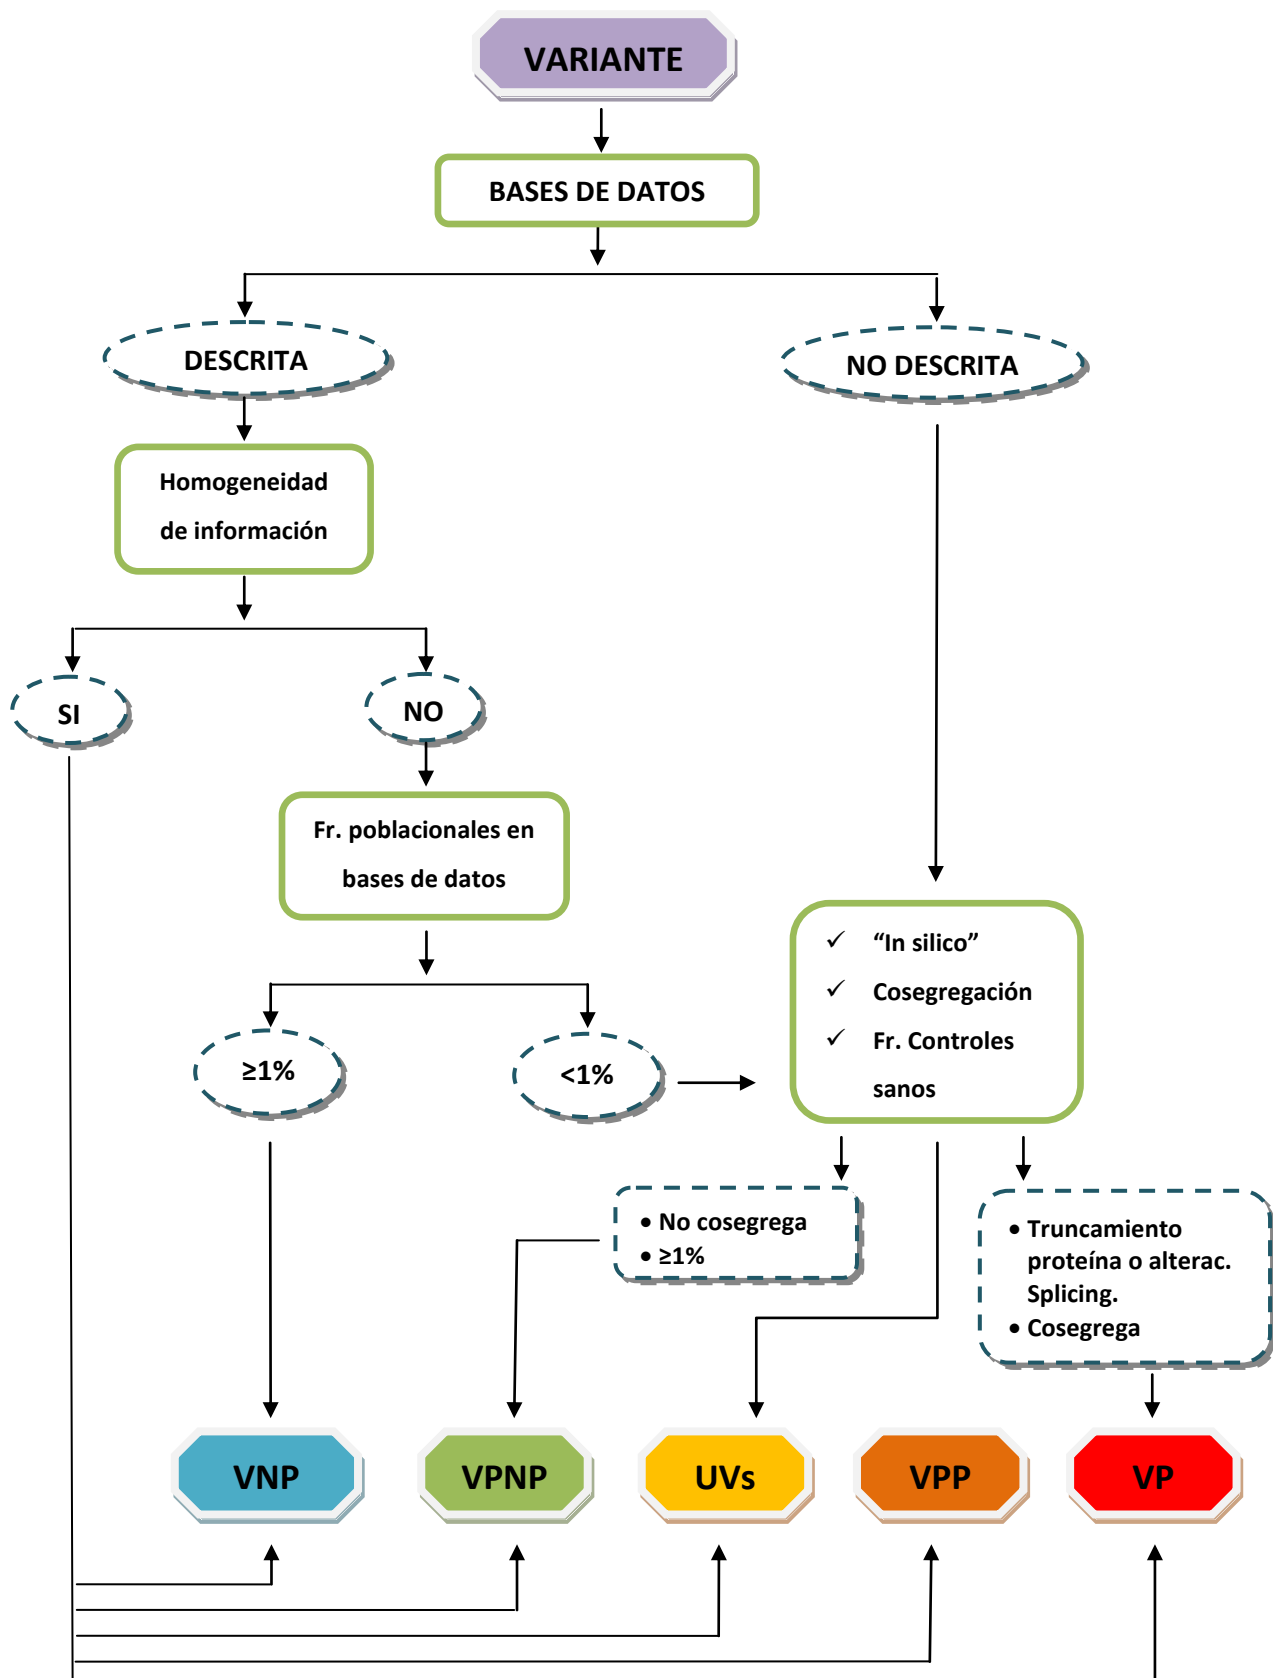 VARIANTE
BASES DE DATOS
DESCRITA
NO DESCRITA
Homogeneidad
de información
SI
NO
Fr. poblacionales en
bases de datos
✓ “In silico”
✓ Cosegregación
✓ Fr. Controles
sanos
≥1%
<1%
• No cosegrega
• ≥1%
• Truncamiento
proteína o alterac.
Splicing.
• Cosegrega
VNP
VPNP
UVs
VPP
VP